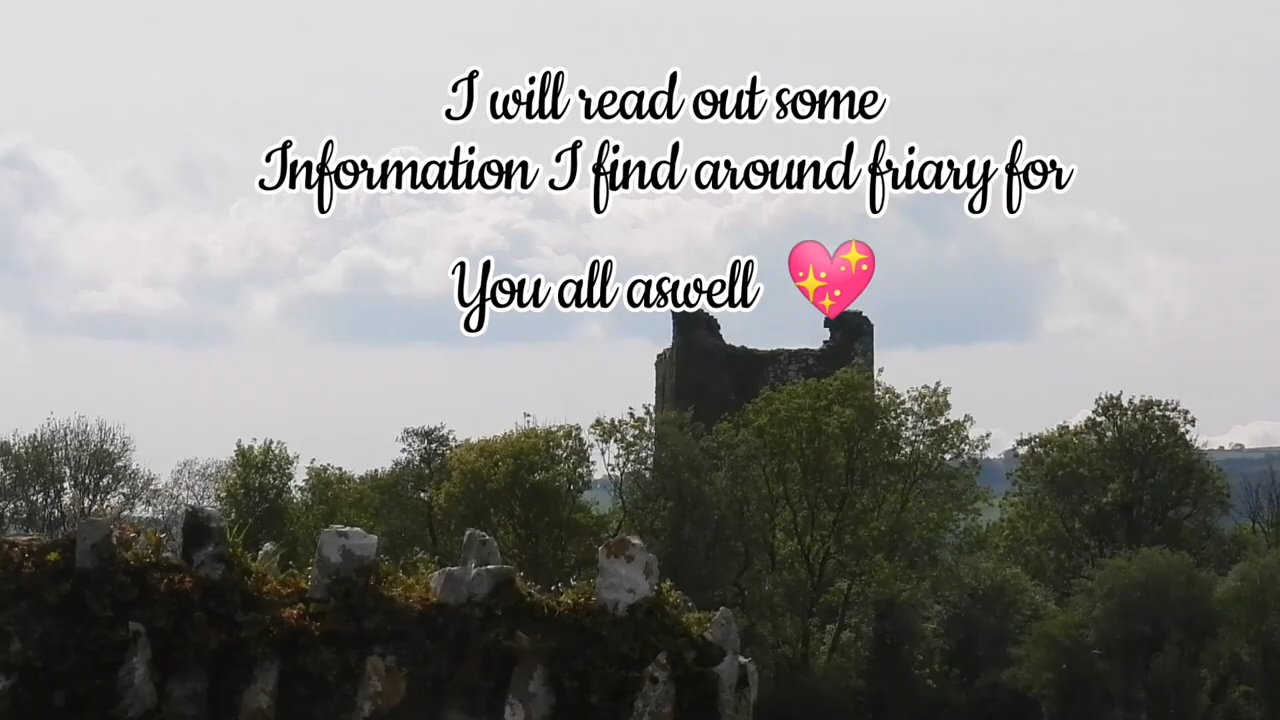 I will read out some
Information I find around friary for
You all aswell 💖